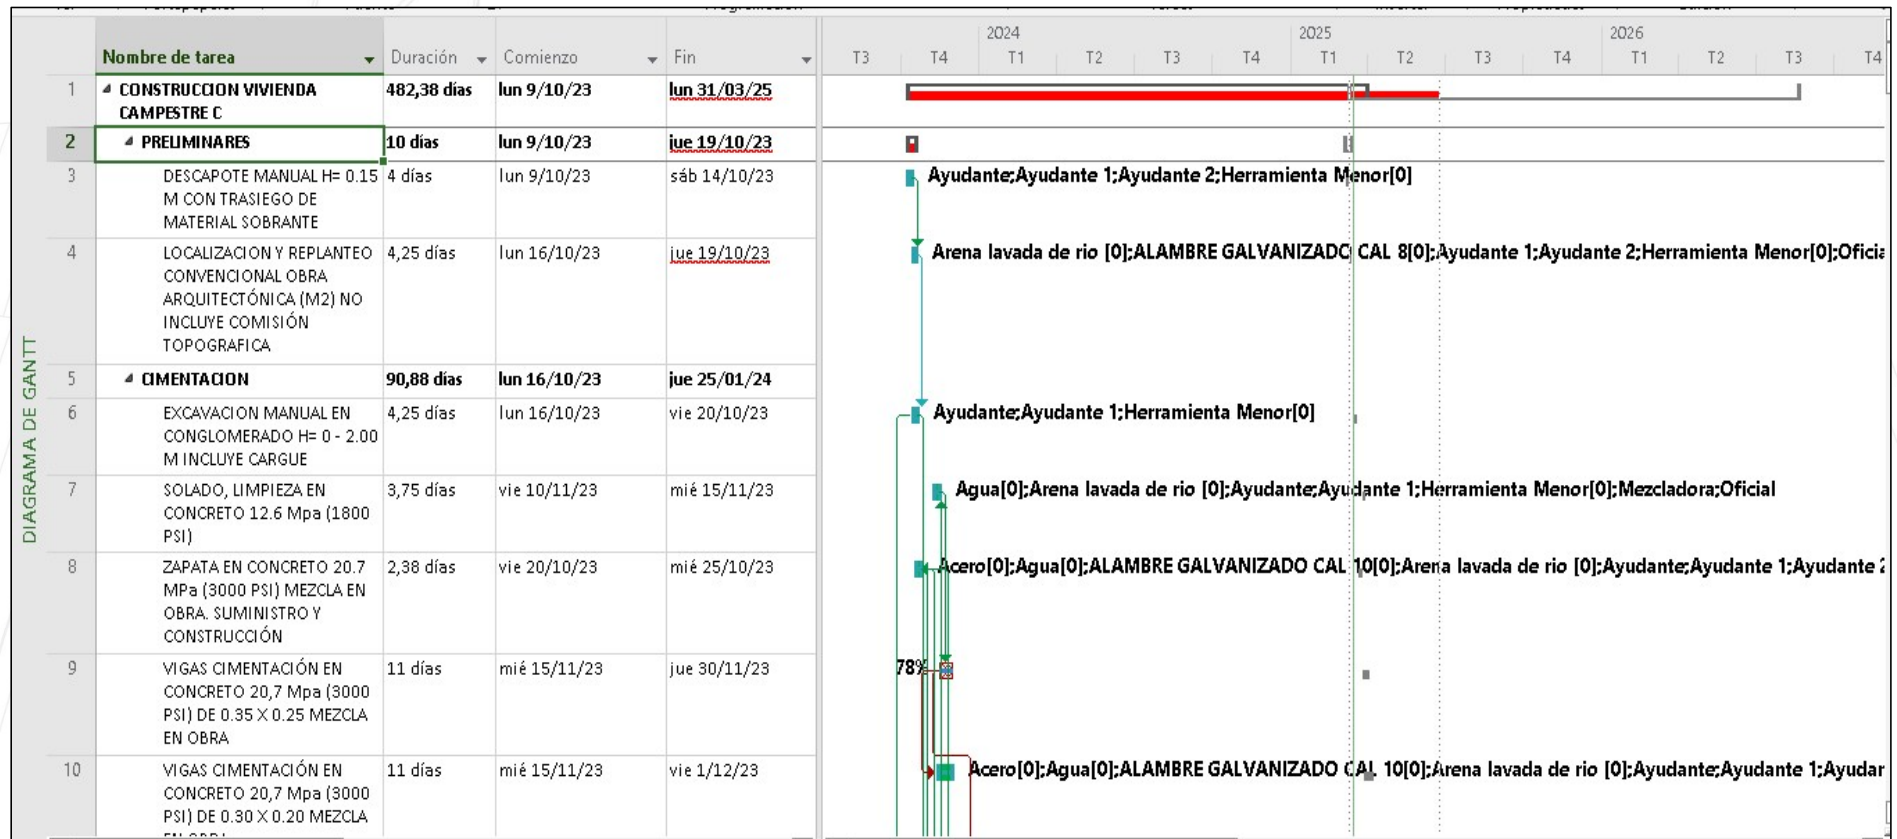 2024 2025 2026
Nombre de tarea Duración Comienzo Fin T3 T4 T1 T2 T3 T4 T1 T2 T3 T4 T1 T2 T3 T4
1 CONSTRUCCION VIVIENDA 482,38 días lun 9/10/23 lun 31/03/25
CAMPESTRE C
2 PRELIMINARES 10 días lun 9/10/23 jue 19/10/23
3 DESCAPOTE MANUAL H= 0.15 4 días lun 9/10/23 sáb 14/10/23 Ayudante;Ayudante 1;Ayudante 2;Herramienta Menor[0]
M CON TRASIEGO DE
MATERIAL SOBRANTE
4 LOCALIZACION Y REPLANTEO 4,25 días lun 16/10/23 jue 19/10/23 Arena lavada de rio [0];ALAMBRE GALVANIZADO CAL 8[0];Ayudante 1;Ayudante 2;Herramienta Menor[0];Oficia
CONVENCIONAL OBRA
ARQUITECTÓNICA (M2) NO
INCLUYE COMISIÓN
TOPOGRAFICA
5 CIMENTACION 90,88 días lun 16/10/23 jue 25/01/24
6 EXCAVACION MANUAL EN 4,25 días lun 16/10/23 vie 20/10/23 Ayudante;Ayudante 1;Herramienta Menor[0]
CONGLOMERADO H= 0 - 2.00
M INCLUYE CARGUE
7 SOLADO, LIMPIEZA EN 3,75 días vie 10/11/23 mié 15/11/23 Agua[0];Arena lavada de rio [0];Ayudante;Ayudante 1;Herramienta Menor[0];Mezcladora;Oficial
CONCRETO 12.6 Mpa (1800
PSI)
8 ZAPATA EN CONCRETO 20.7 2,38 días vie 20/10/23 mié 25/10/23 Acero[0];Agua[0];ALAMBRE GALVANIZADO CAL 10[0];Arena lavada de rio [0];Ayudante;Ayudante 1;Ayudante 2
MPa (3000 PSI) MEZCLA EN
OBRA. SUMINISTRO Y
CONSTRUCCIÓN
9 VIGAS CIMENTACIÓN EN 11 días mié 15/11/23 jue 30/11/23 78%
CONCRETO 20,7 Mpa (3000
PSI) DE 0.35 X 0.25 MEZCLA
EN OBRA
10 VIGAS CIMENTACIÓN EN 11 días mié 15/11/23 vie 1/12/23 Acero[0];Agua[0];ALAMBRE GALVANIZADO CAL 10[0];Arena lavada de rio [0];Ayudante;Ayudante 1;Ayudar
CONCRETO 20,7 Mpa (3000
PSI) DE 0.30 X 0.20 MEZCLA
DIAGRAMA DE GANTT